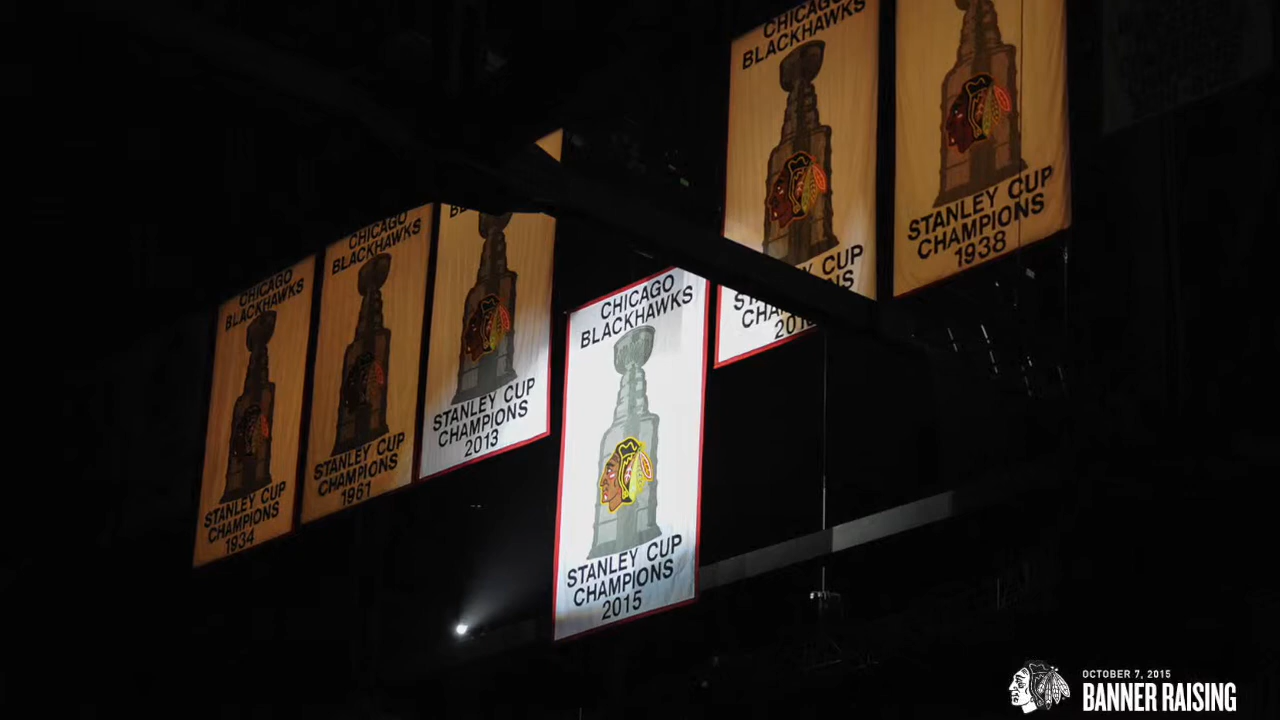 CHICAGO
BLACKHAWKS
STANLEY CUP
CHAMPIONS
1934
CHICAGO
BLACKHAWKS
STANLEY CUP
CHAMPIONS
1961
STANLEY CUP
CHAMPIONS
2013
CHICAGO
BLACKHAWKS
STANLEY CUP
CHAMPIONS
2015
CHICAGO
BLACKHAWKS
CUP
STANLEY CUP
CHAMPIONS
1938
OCTOBER 7, 2015
BANNER RAISING